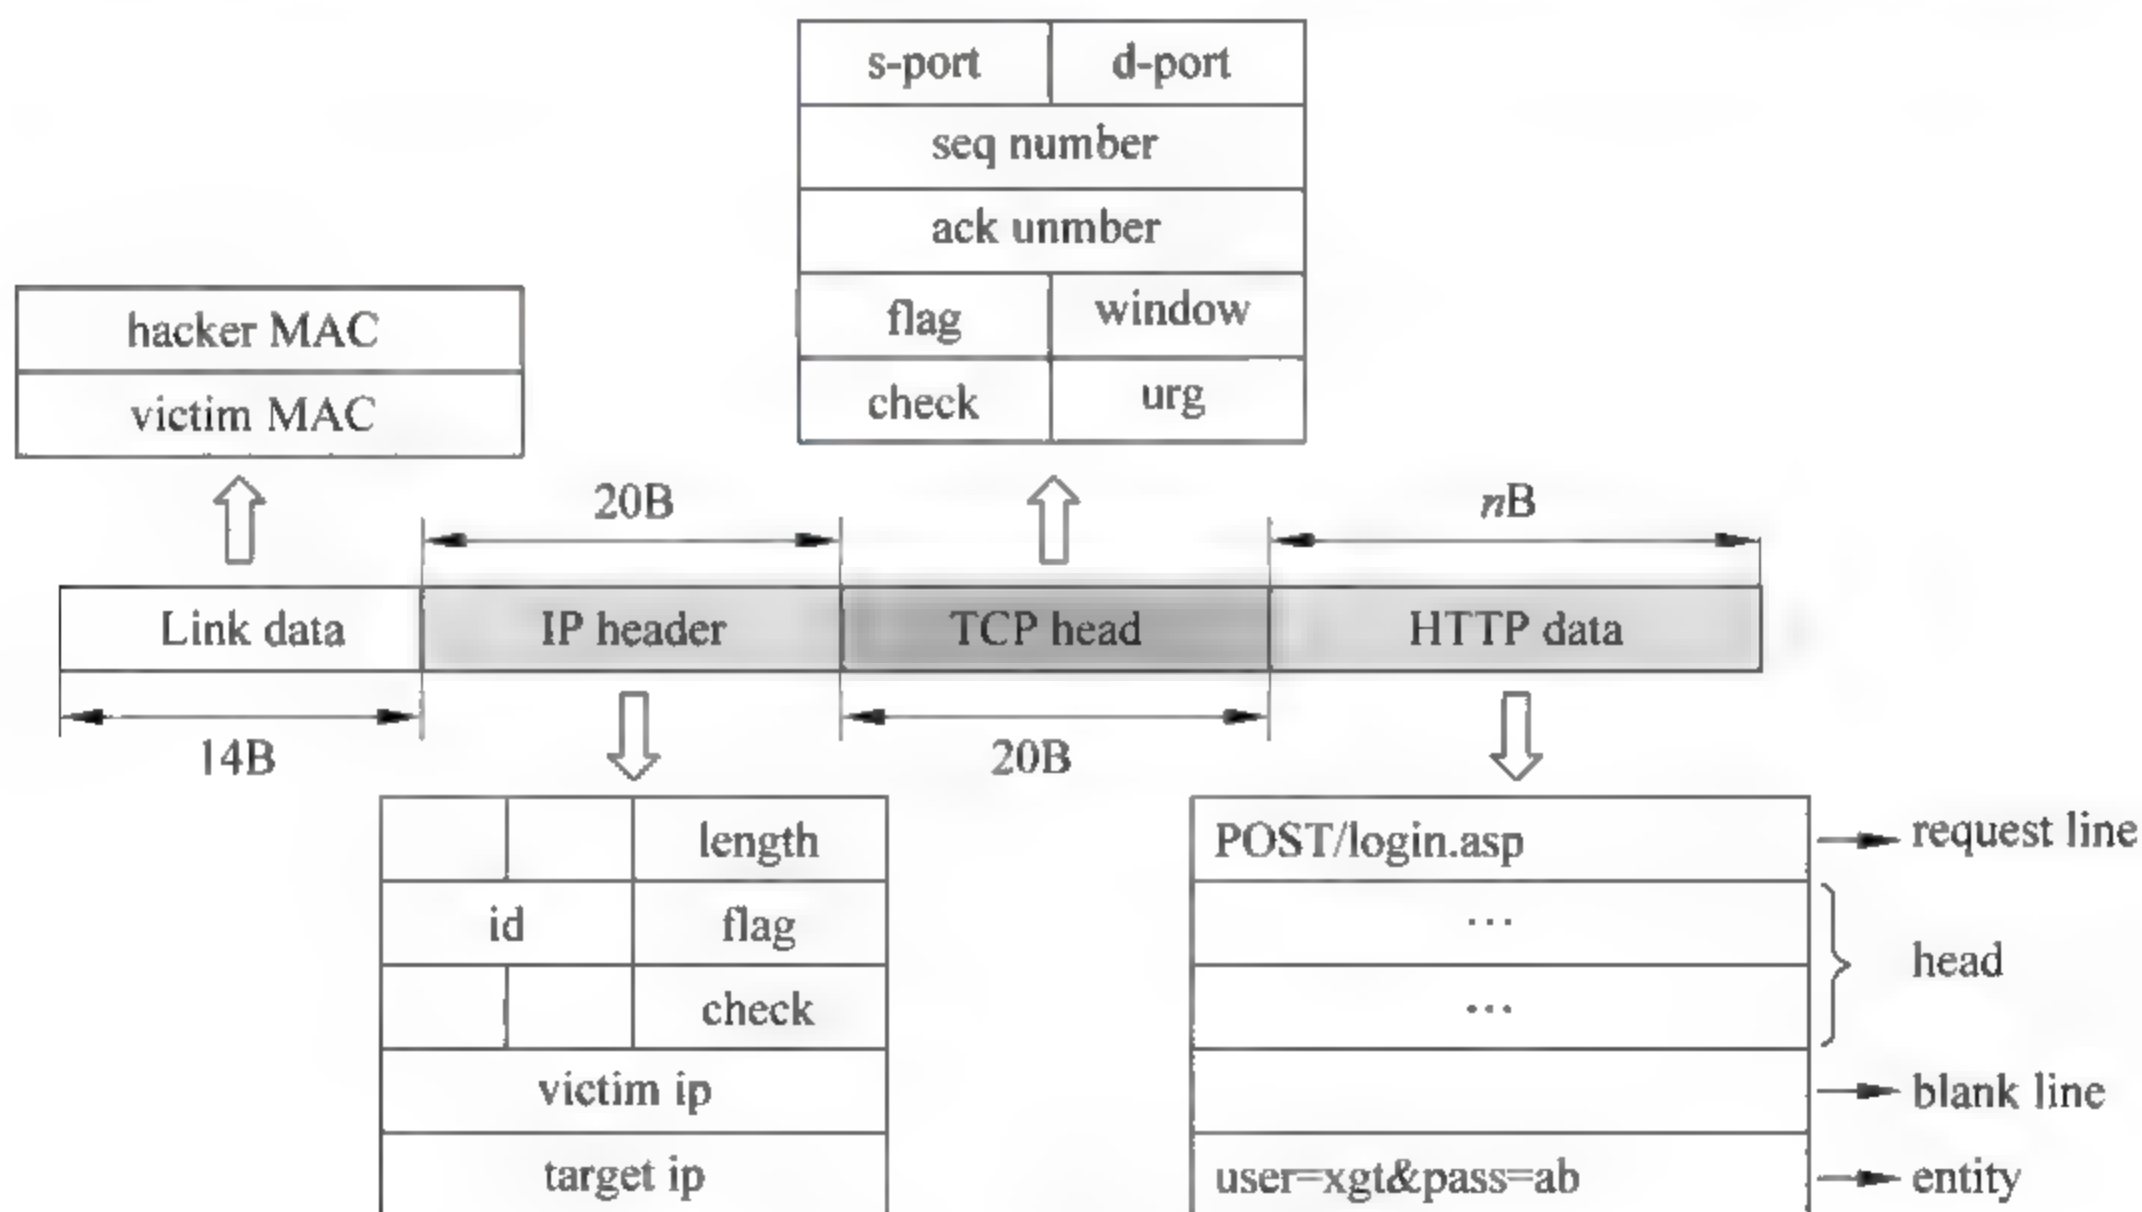 s-port d-port
seq number
ack unmber
flag window
check urg
hacker MAC
victim MAC
20B nB
Link data IP header TCP head HTTP data
14B 20B
length
id flag
check
victim ip
target ip
POST/login.asp
…
…
user=xgt&pass=ab
request line
head
blank line
entity